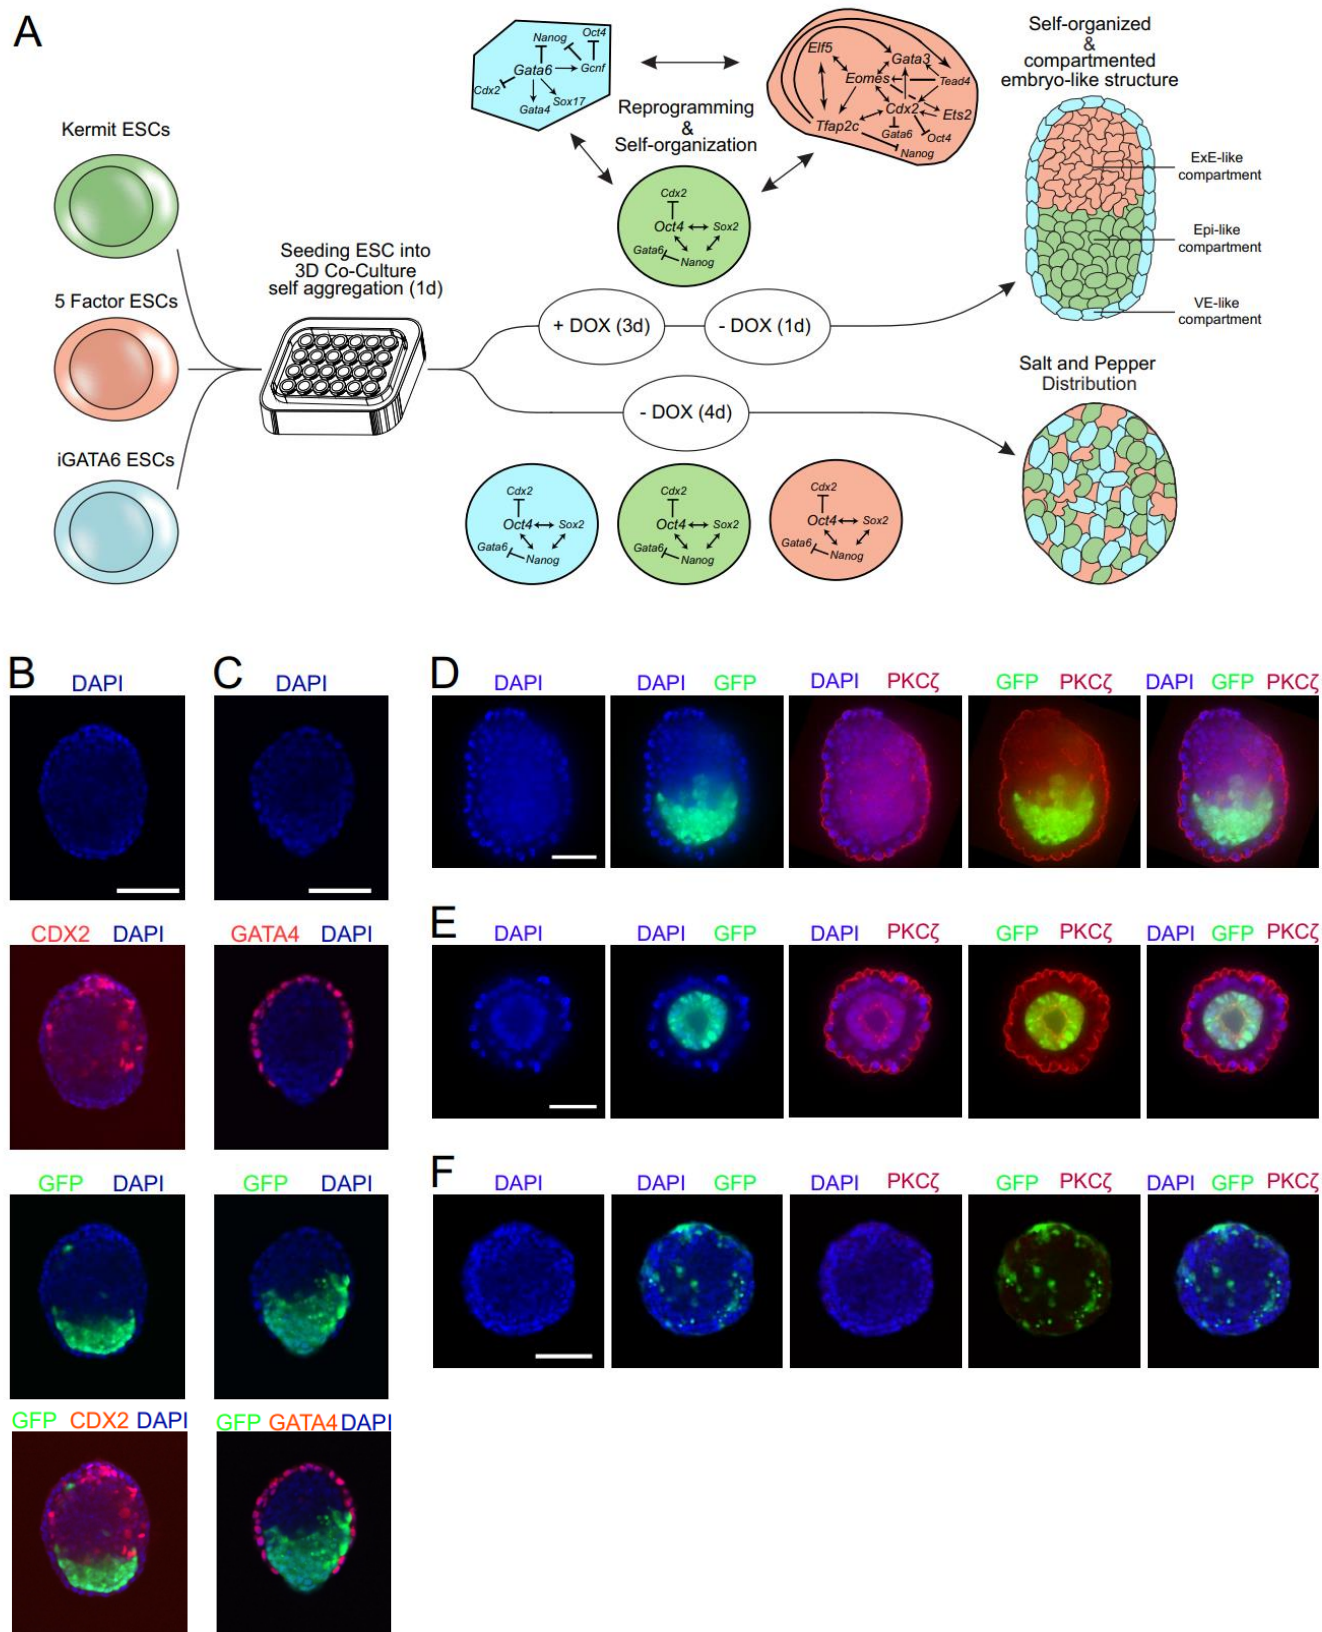 A
Kermit ESCs
5 Factor ESCs
iGATA6 ESCs
Seeding ESC into
3D Co-Culture
self aggregation (1d)
Nanog
Oct4
Gata6
Gcnf
Cdx2
Gata4
Sox17
Reprogramming
&
Self-organization
Elf5
Gata3
Eomes
Tead4
Cdx2
Ets2
Tfap2c
Gata6
Oct4
Nanog
Cdx2
Oct4
Sox2
Gata6
Nanog
+ DOX (3d)
- DOX (1d)
- DOX (4d)
Cdx2
Oct4
Sox2
Gata6
Nanog
Cdx2
Oct4
Sox2
Gata6
Nanog
Cdx2
Oct4
Sox2
Gata6
Nanog
Self-organized
&
compartmented
embryo-like structure
ExE-like
compartment
Epi-like
compartment
VE-like
compartment
Salt and Pepper
Distribution
B
DAPI
CDX2 DAPI
GFP DAPI
GFP CDX2 DAPI
C
DAPI
GATA4 DAPI
GFP DAPI
GFP GATA4 DAPI
D
DAPI
DAPI GFP
DAPI PKCζ
GFP PKCζ
DAPI GFP PKCζ
E
DAPI
DAPI GFP
DAPI PKCζ
GFP PKCζ
DAPI GFP PKCζ
F
DAPI
DAPI GFP
DAPI PKCζ
GFP PKCζ
DAPI GFP PKCζ